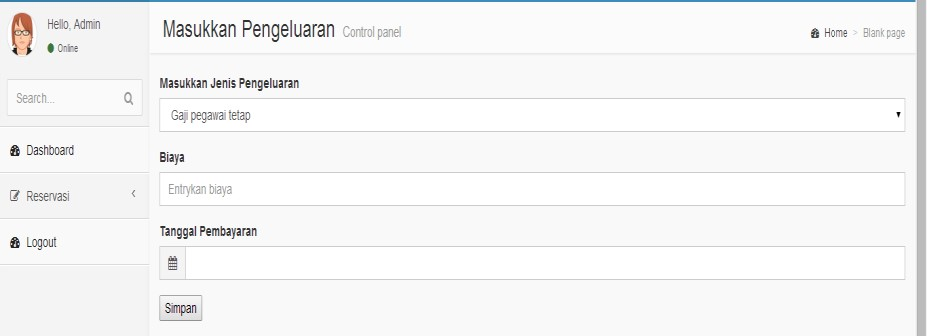 Hello, Admin
Online
Search...
Dashboard
Reservasi
Logout
Masukkan Pengeluaran Control panel
Home > Blank page
Masukkan Jenis Pengeluaran
Gaji pegawai tetap
Biaya
Entrykan biaya
Tanggal Pembayaran
Simpan